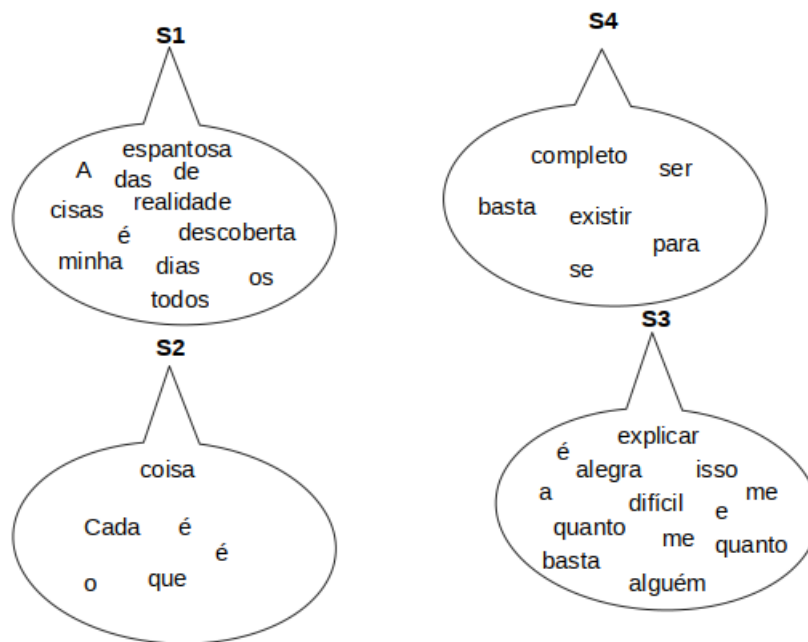 S1
espantosa
A das de
cisas realidade
é descoberta
minha dias os
todos
S4
completo ser
basta existir
para
se
S2
coisa
Cada é
é
o que
S3
explicar
é alegra isso
a difícil e me
quanto me quanto
basta
alguém